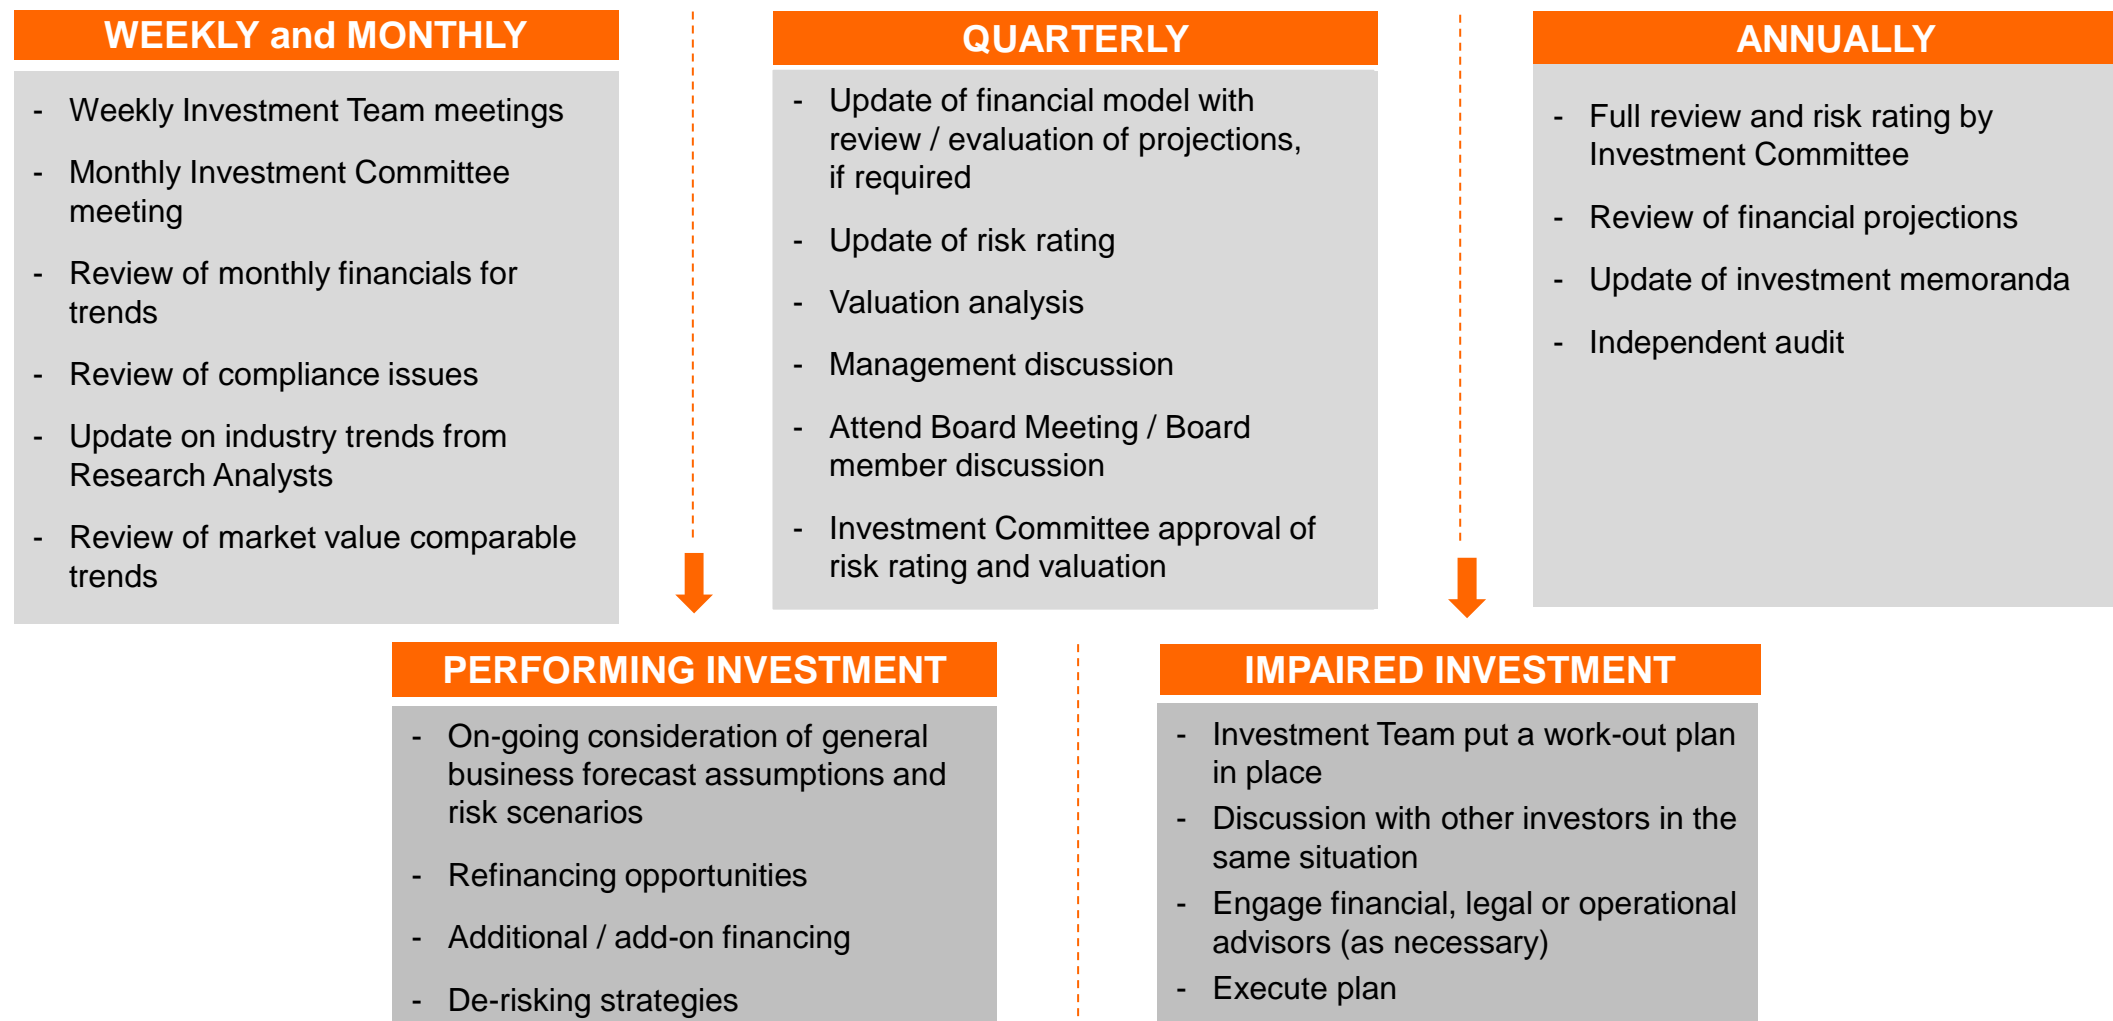 WEEKLY and MONTHLY
- Weekly Investment Team meetings
- Monthly Investment Committee
meeting
- Review of monthly financials for
trends
- Review of compliance issues
- Update on industry trends from
Research Analysts
- Review of market value comparable
trends
QUARTERLY
- Update of financial model with
review / evaluation of projections,
if required
- Update of risk rating
- Valuation analysis
- Management discussion
- Attend Board Meeting / Board
member discussion
- Investment Committee approval of
risk rating and valuation
ANNUALLY
- Full review and risk rating by
Investment Committee
- Review of financial projections
- Update of investment memoranda
- Independent audit
PERFORMING INVESTMENT
- On-going consideration of general
business forecast assumptions and
risk scenarios
- Refinancing opportunities
- Additional / add-on financing
- De-risking strategies
IMPAIRED INVESTMENT
- Investment Team put a work-out plan
in place
- Discussion with other investors in the
same situation
- Engage financial, legal or operational
advisors (as necessary)
- Execute plan